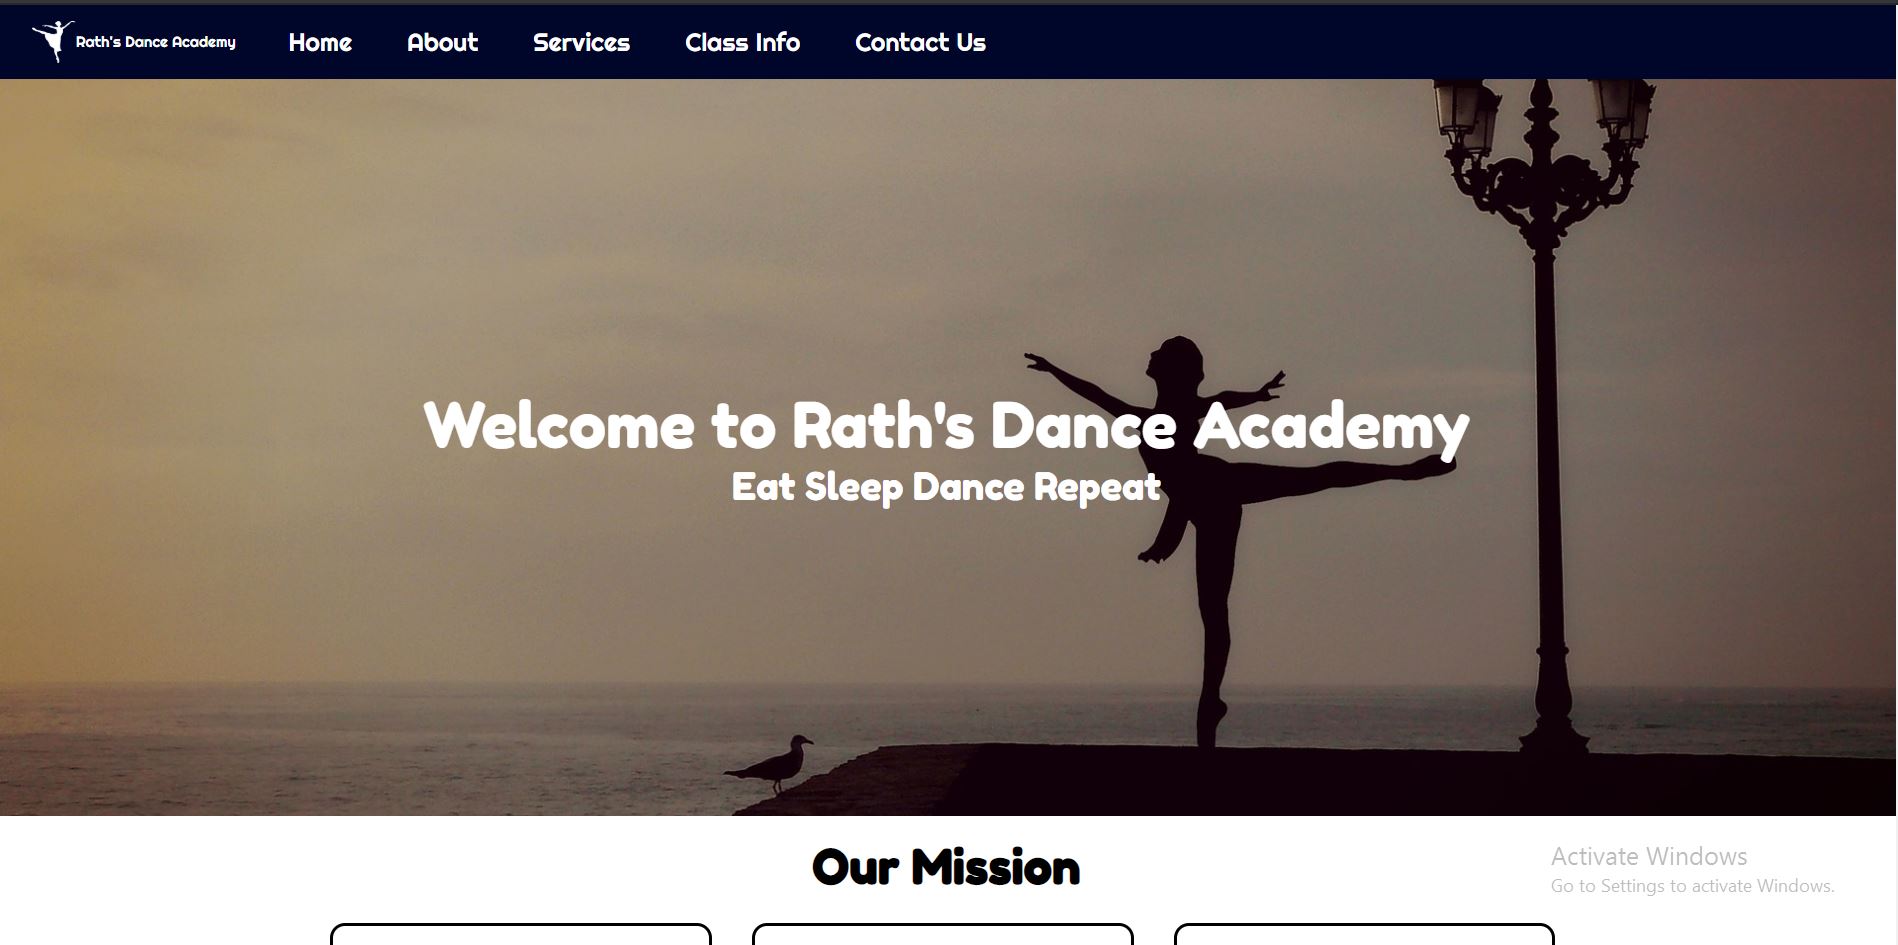 Rath's Dance Academy Home About Services Class Info Contact Us
Welcome to Rath's Dance Academy
Eat Sleep Dance Repeat
Our Mission
Activate Windows
Go to Settings to activate Windows.